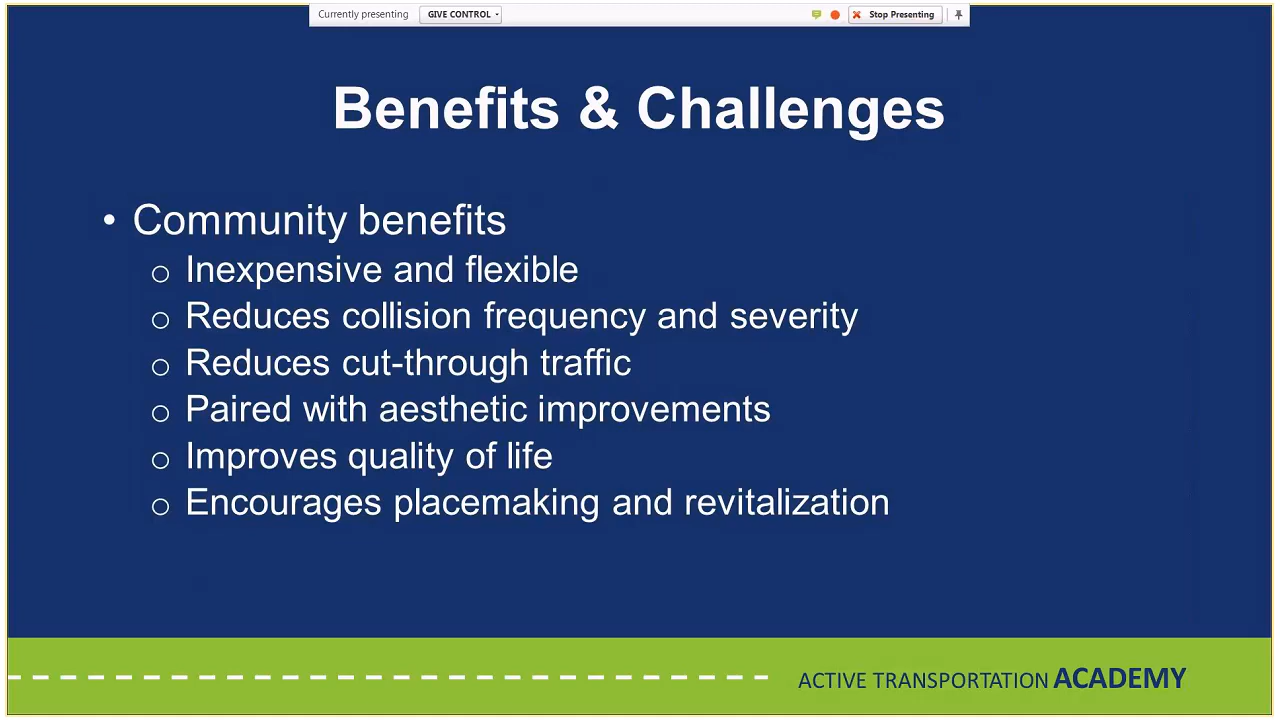 Currently presenting GIVE CONTROL Stop Presenting
Benefits & Challenges
• Community benefits
o Inexpensive and flexible
o Reduces collision frequency and severity
o Reduces cut-through traffic
o Paired with aesthetic improvements
o Improves quality of life
o Encourages placemaking and revitalization
ACTIVE TRANSPORTATION ACADEMY